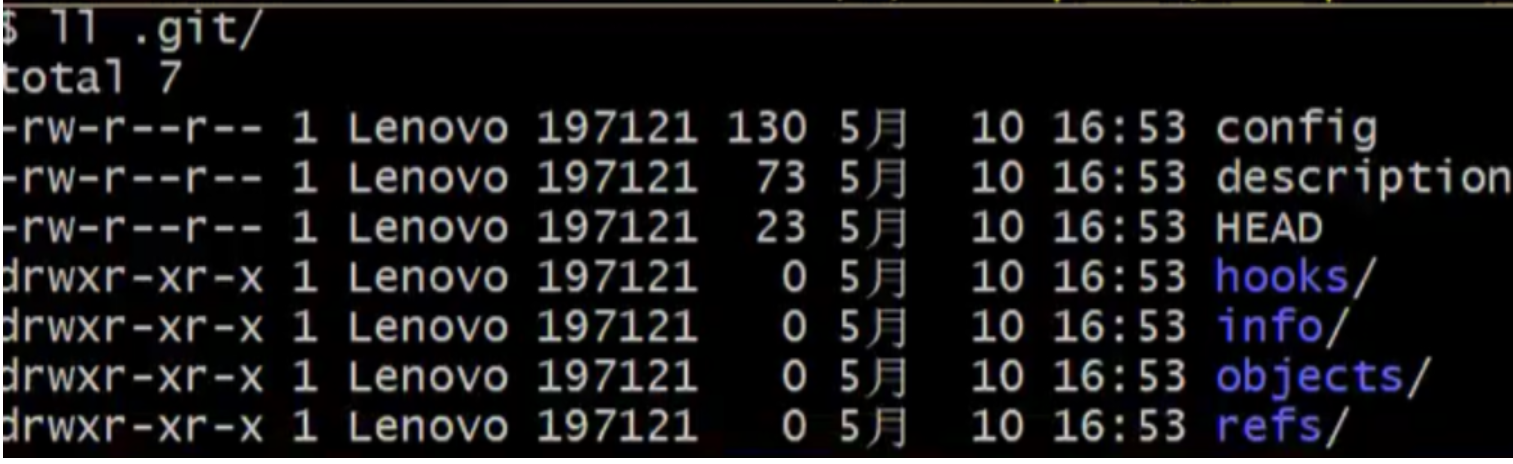 $ ll .git/
total 7
-rw-r--r-- 1 Lenovo 197121 130 5月  10 16:53 config
-rw-r--r-- 1 Lenovo 197121  73 5月  10 16:53 description
-rw-r--r-- 1 Lenovo 197121  23 5月  10 16:53 HEAD
drwxr-xr-x 1 Lenovo 197121   0 5月  10 16:53 hooks/
drwxr-xr-x 1 Lenovo 197121   0 5月  10 16:53 info/
drwxr-xr-x 1 Lenovo 197121   0 5月  10 16:53 objects/
drwxr-xr-x 1 Lenovo 197121   0 5月  10 16:53 refs/